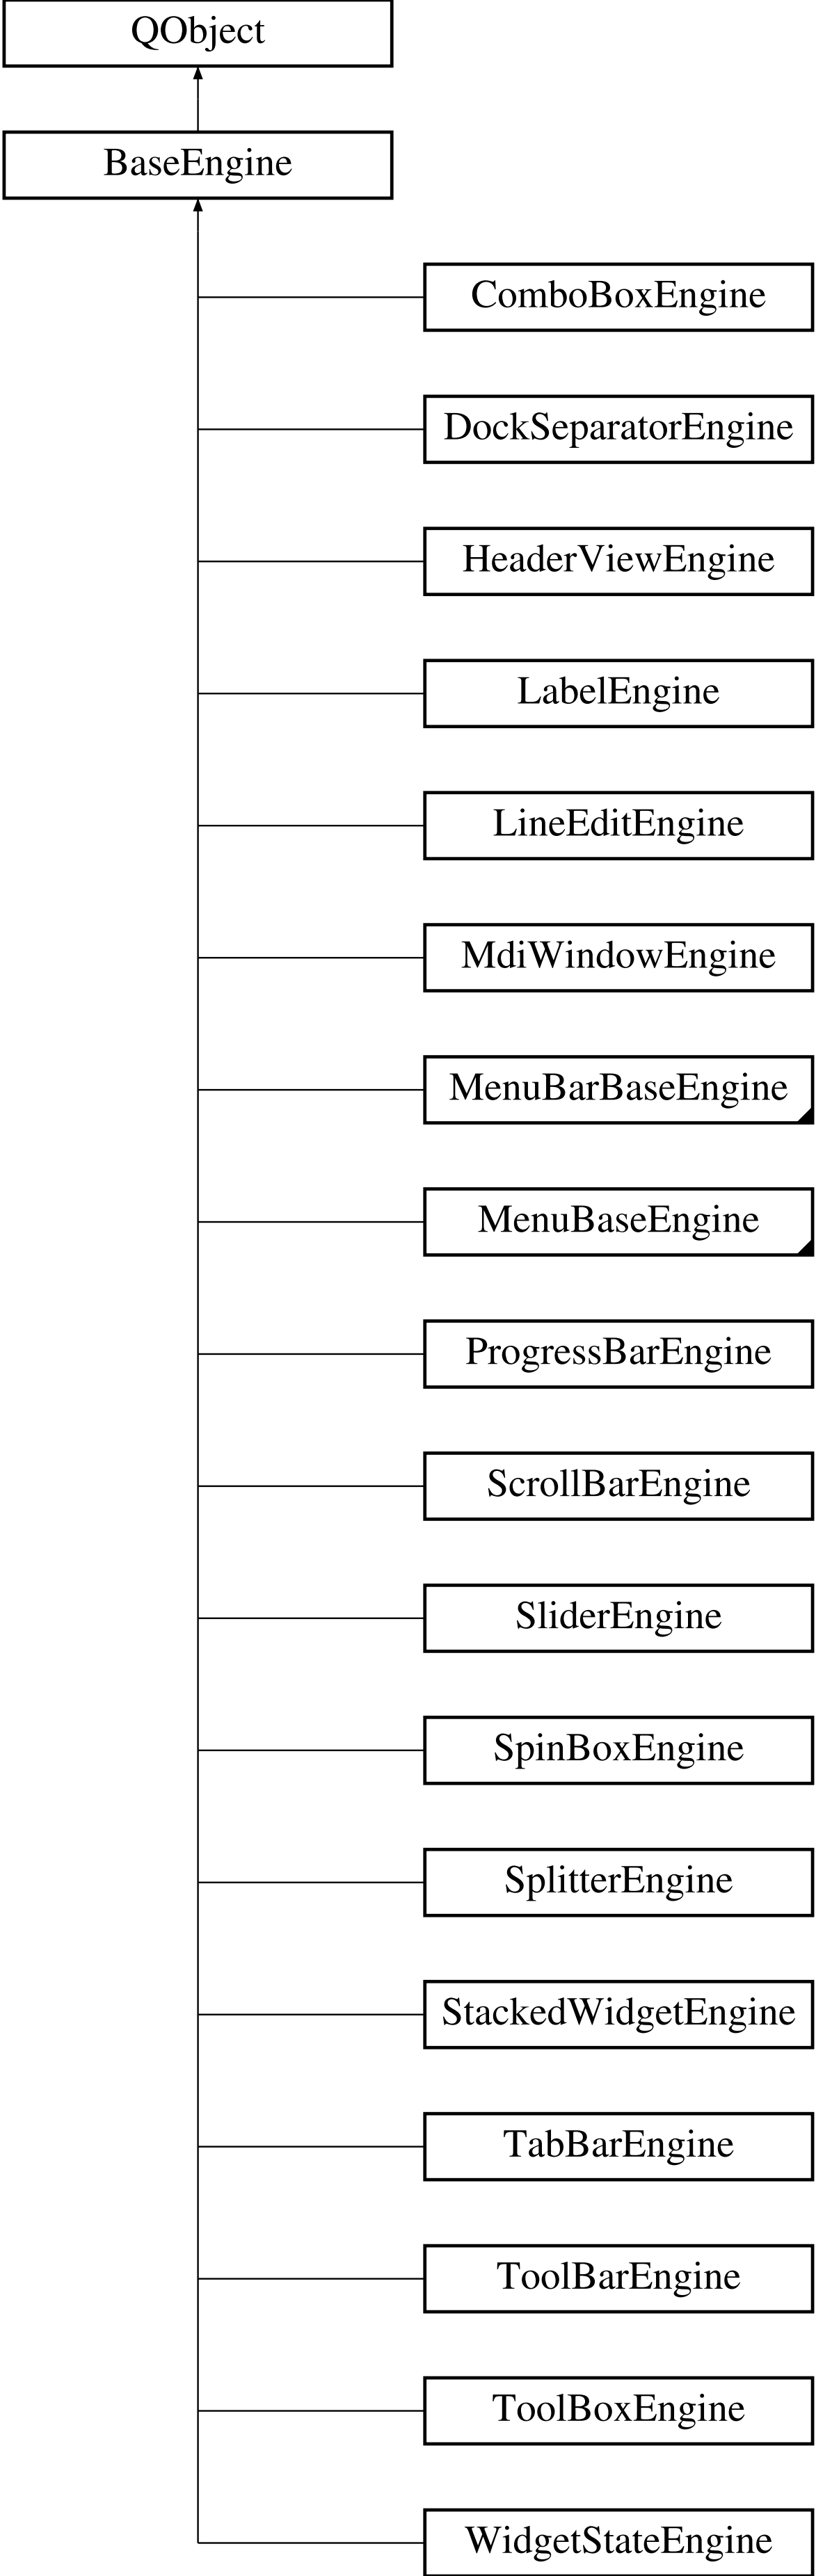 QObject
BaseEngine
ComboBoxEngine
DockSeparatorEngine
HeaderViewEngine
LabelEngine
LineEditEngine
MdiWindowEngine
MenuBarBaseEngine
MenuBaseEngine
ProgressBarEngine
ScrollBarEngine
SliderEngine
SpinBoxEngine
SplitterEngine
StackedWidgetEngine
TabBarEngine
ToolBarEngine
ToolBoxEngine
WidgetStateEngine